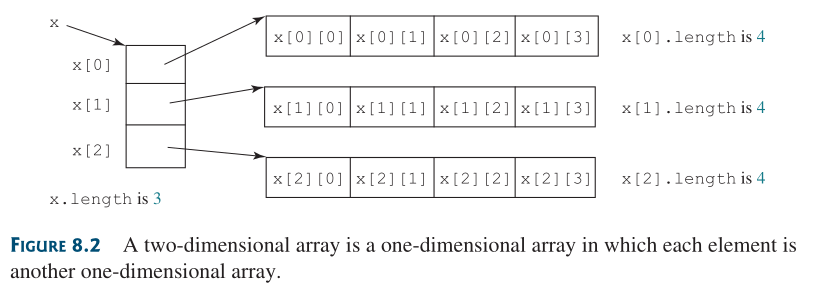 x
x[0]
x[0][0] x[0][1] x[0][2] x[0][3]
x[0].length is 4
x[1]
x[1][0] x[1][1] x[1][2] x[1][3]
x[1].length is 4
x[2]
x[2][0] x[2][1] x[2][2] x[2][3]
x[2].length is 4
x.length is 3
FIGURE 8.2 A two-dimensional array is a one-dimensional array in which each element is
another one-dimensional array.